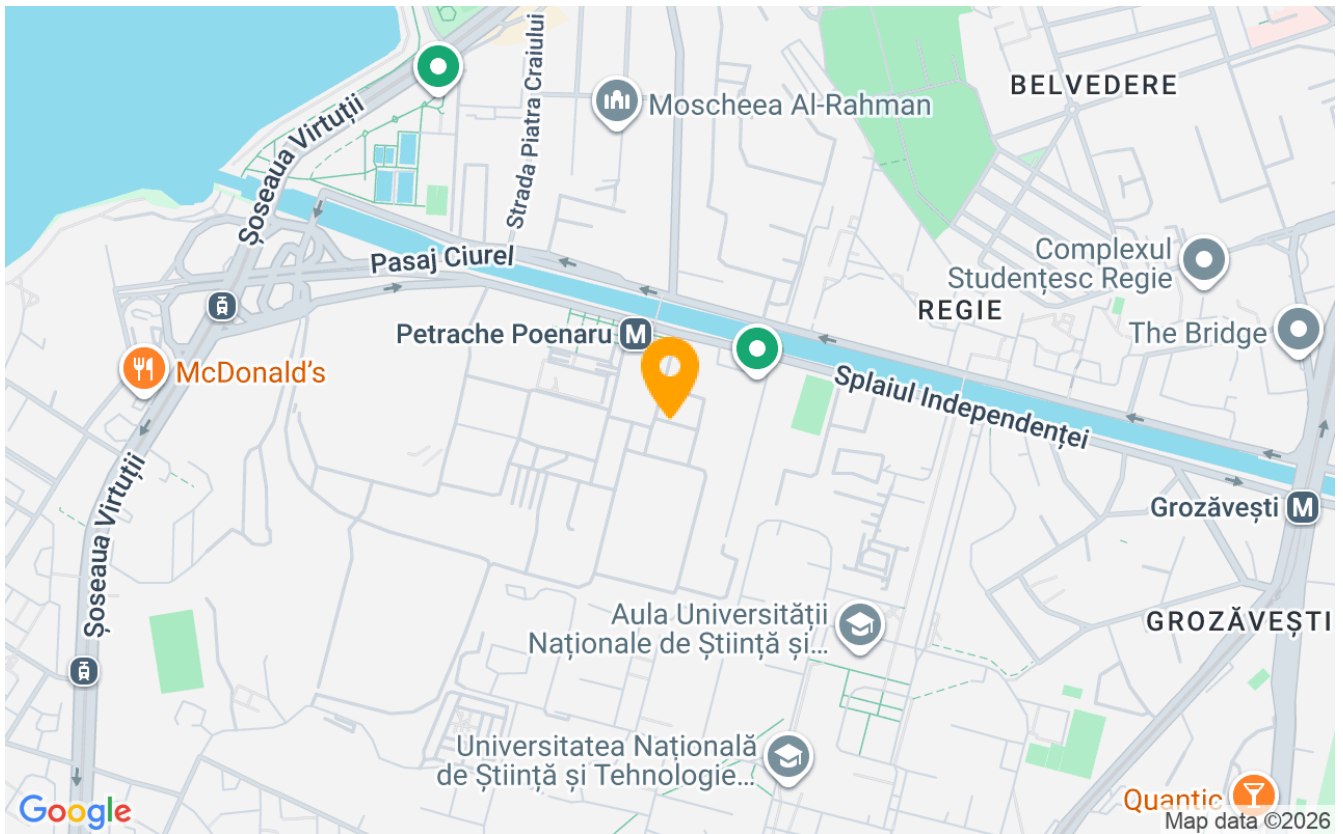 Strada Piatra Craiului
Șoseaua Virtuții
Moscheea Al-Rahman
BELVEDERE
Pasaj Ciurel
Complexul
Studențesc Regie
REGIE
Petrache Poenaru M
The Bridge
McDonald's
Splaiul Independenței
Șoseaua Virtuții
Grozăvești M
Aula Universității
Naționale de Știință și...
GROZĂVEȘTI
Universitatea Națională
de Știință și Tehnologie...
Quantic
Google
Map data ©2026